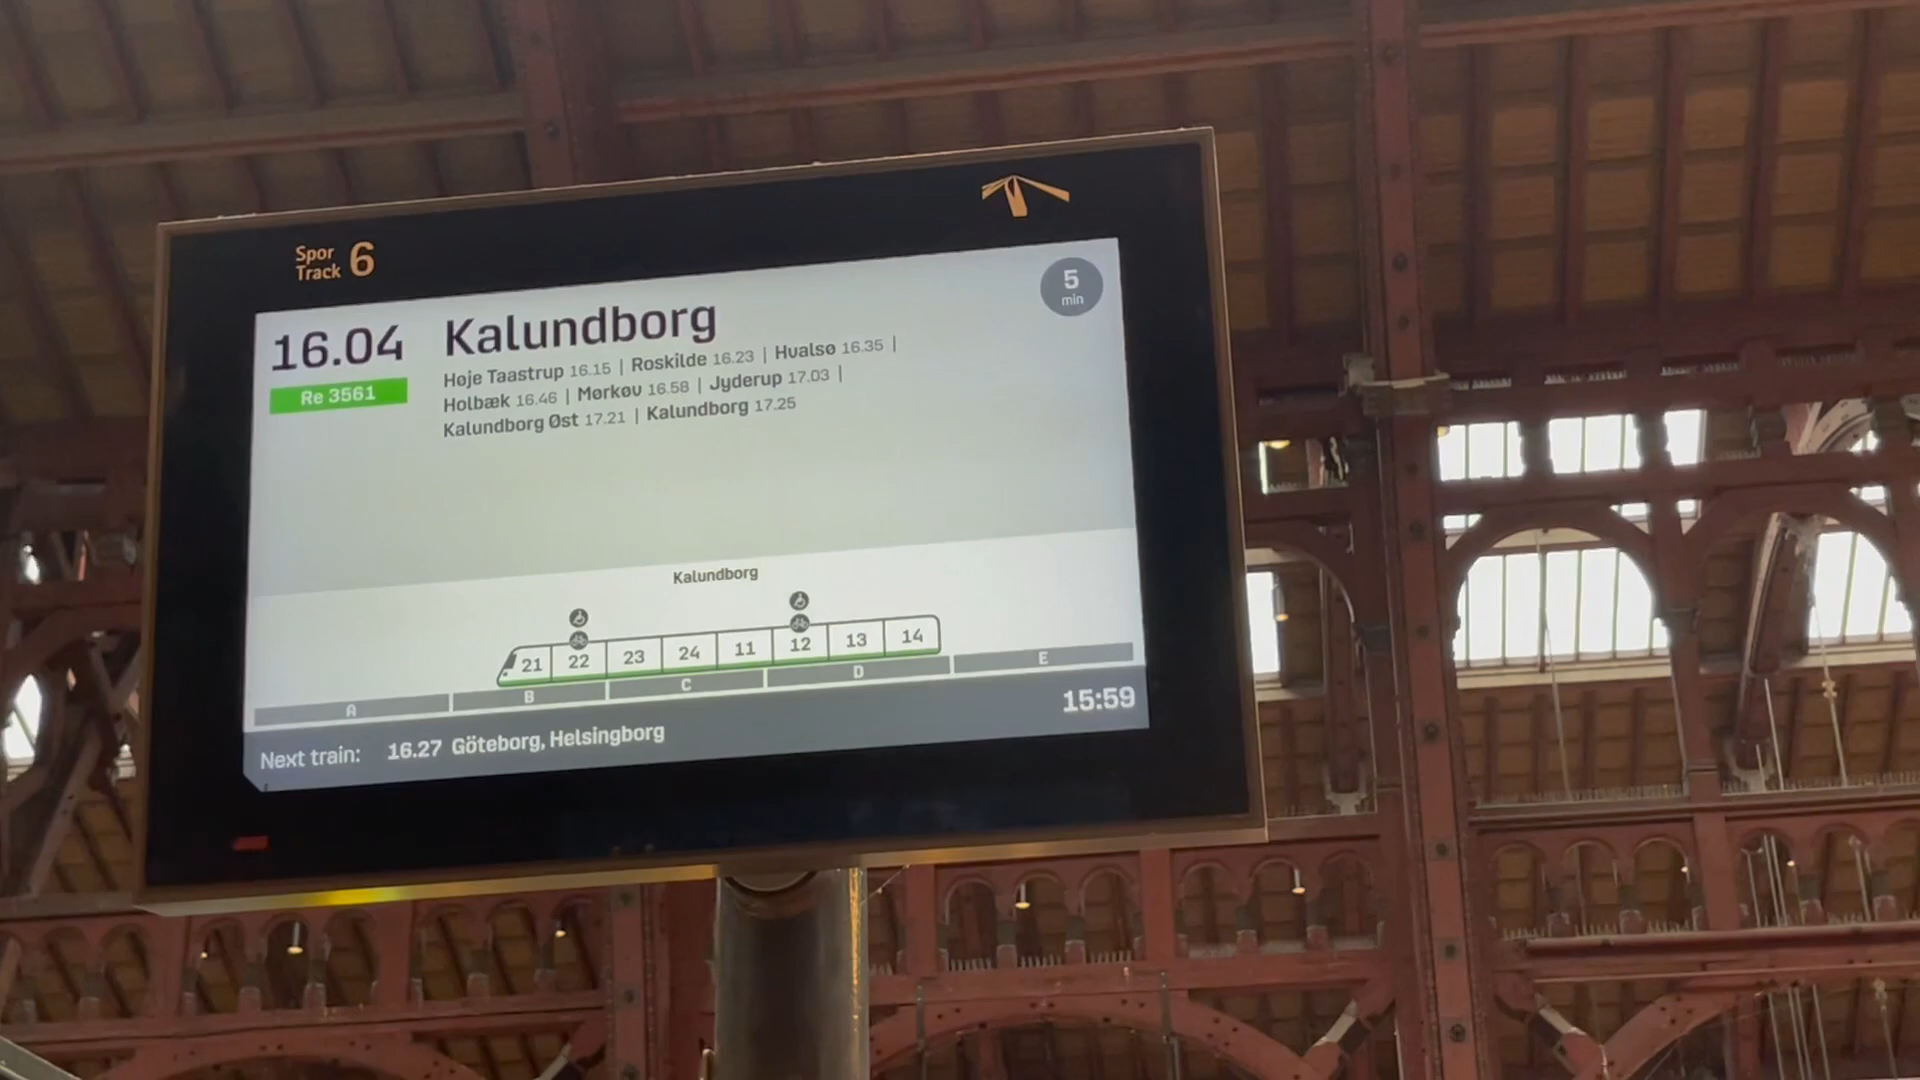 Spor
Track 6
5
min
16.04 Kalundborg
Re 3561
Høje Taastrup 16.15 | Roskilde 16.23 | Hvalsø 16.35 |
Holbæk 16.46 | Mørkøv 16.58 | Jyderup 17.03 |
Kalundborg Øst 17.21 | Kalundborg 17.25
Kalundborg
21 22 23 24 11 12 13 14
A B C D E
15:59
Next train: 16.27 Göteborg, Helsingborg